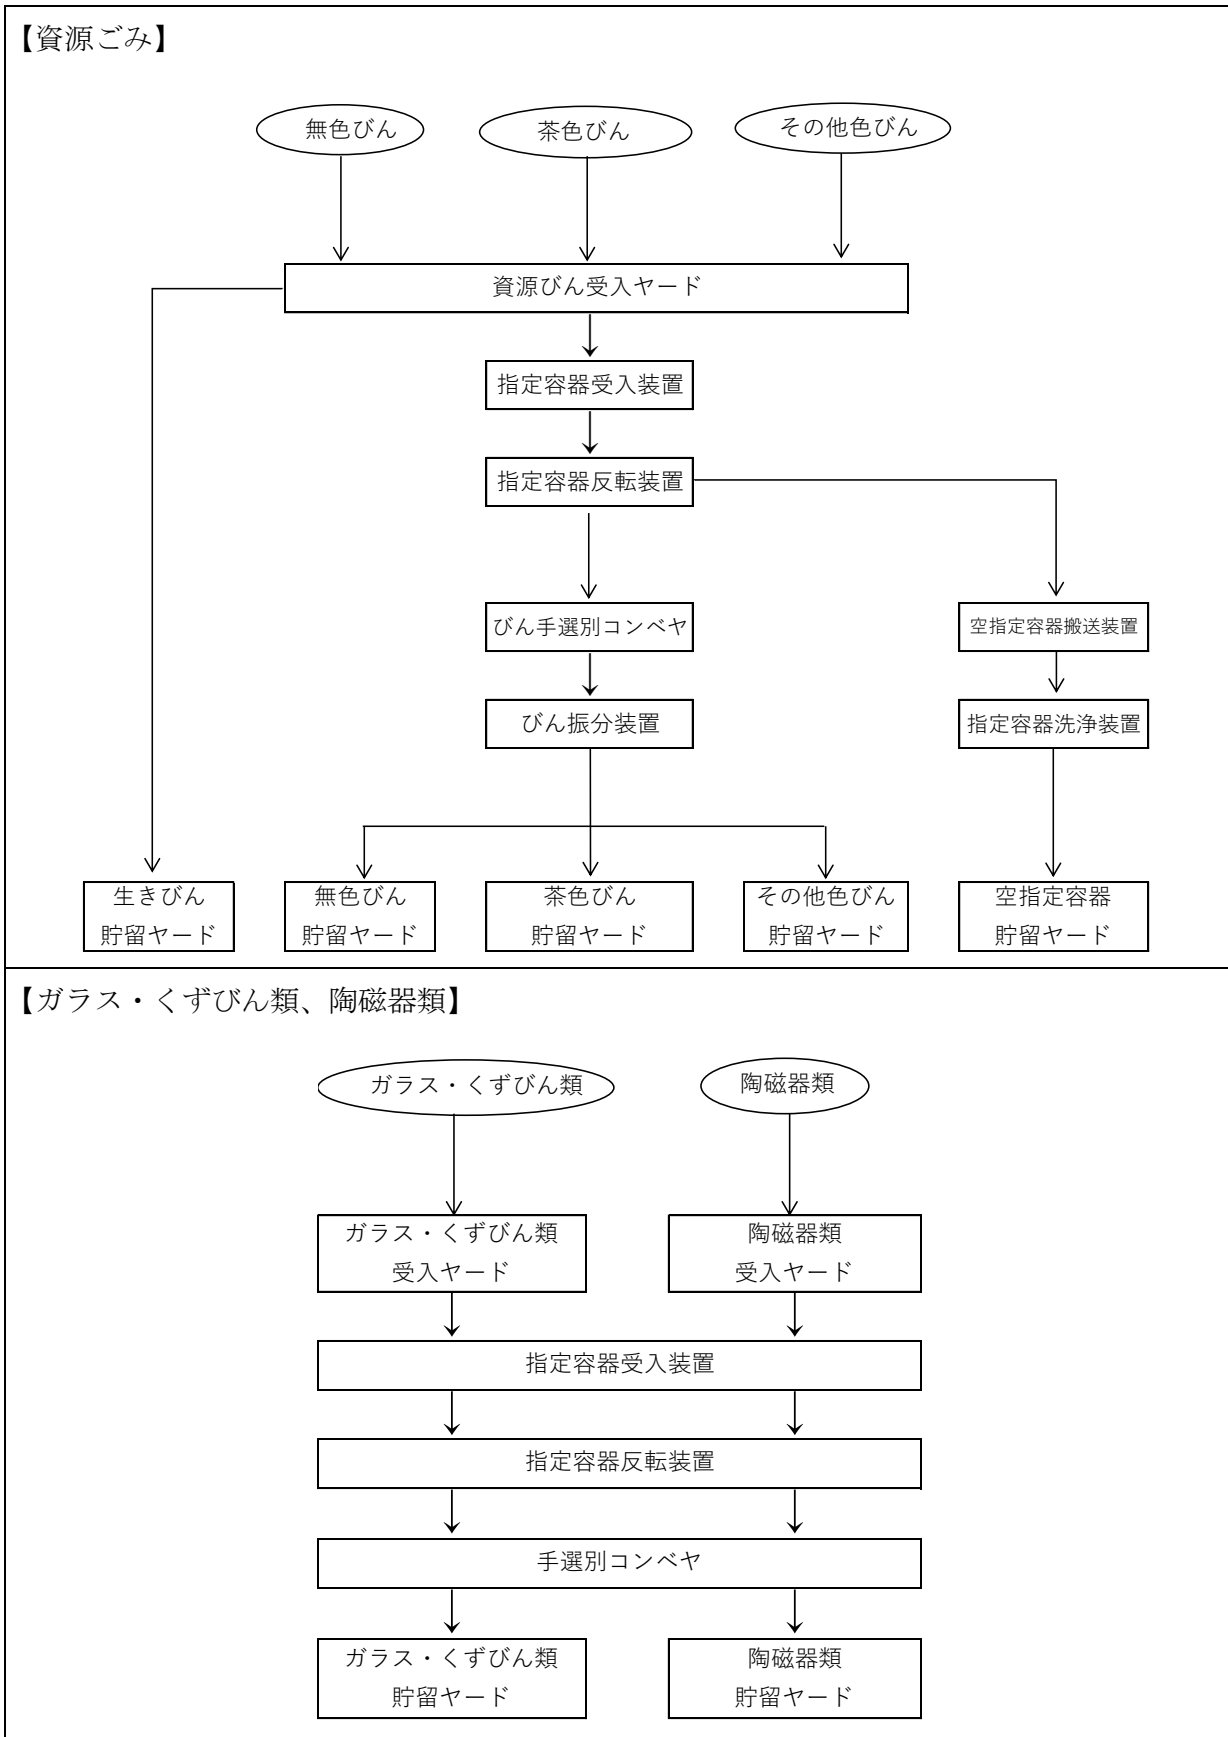 【資源ごみ】
無色びん
茶色びん
その他色びん
資源びん受入ヤード
指定容器受入装置
指定容器反転装置
びん手選別コンベヤ
空指定容器搬送装置
びん振分装置
指定容器洗浄装置
生きびん
貯留ヤード
無色びん
貯留ヤード
茶色びん
貯留ヤード
その他色びん
貯留ヤード
空指定容器
貯留ヤード
【ガラス・くずびん類、陶磁器類】
ガラス・くずびん類
陶磁器類
ガラス・くずびん類
受入ヤード
陶磁器類
受入ヤード
指定容器受入装置
指定容器反転装置
手選別コンベヤ
ガラス・くずびん類
貯留ヤード
陶磁器類
貯留ヤード